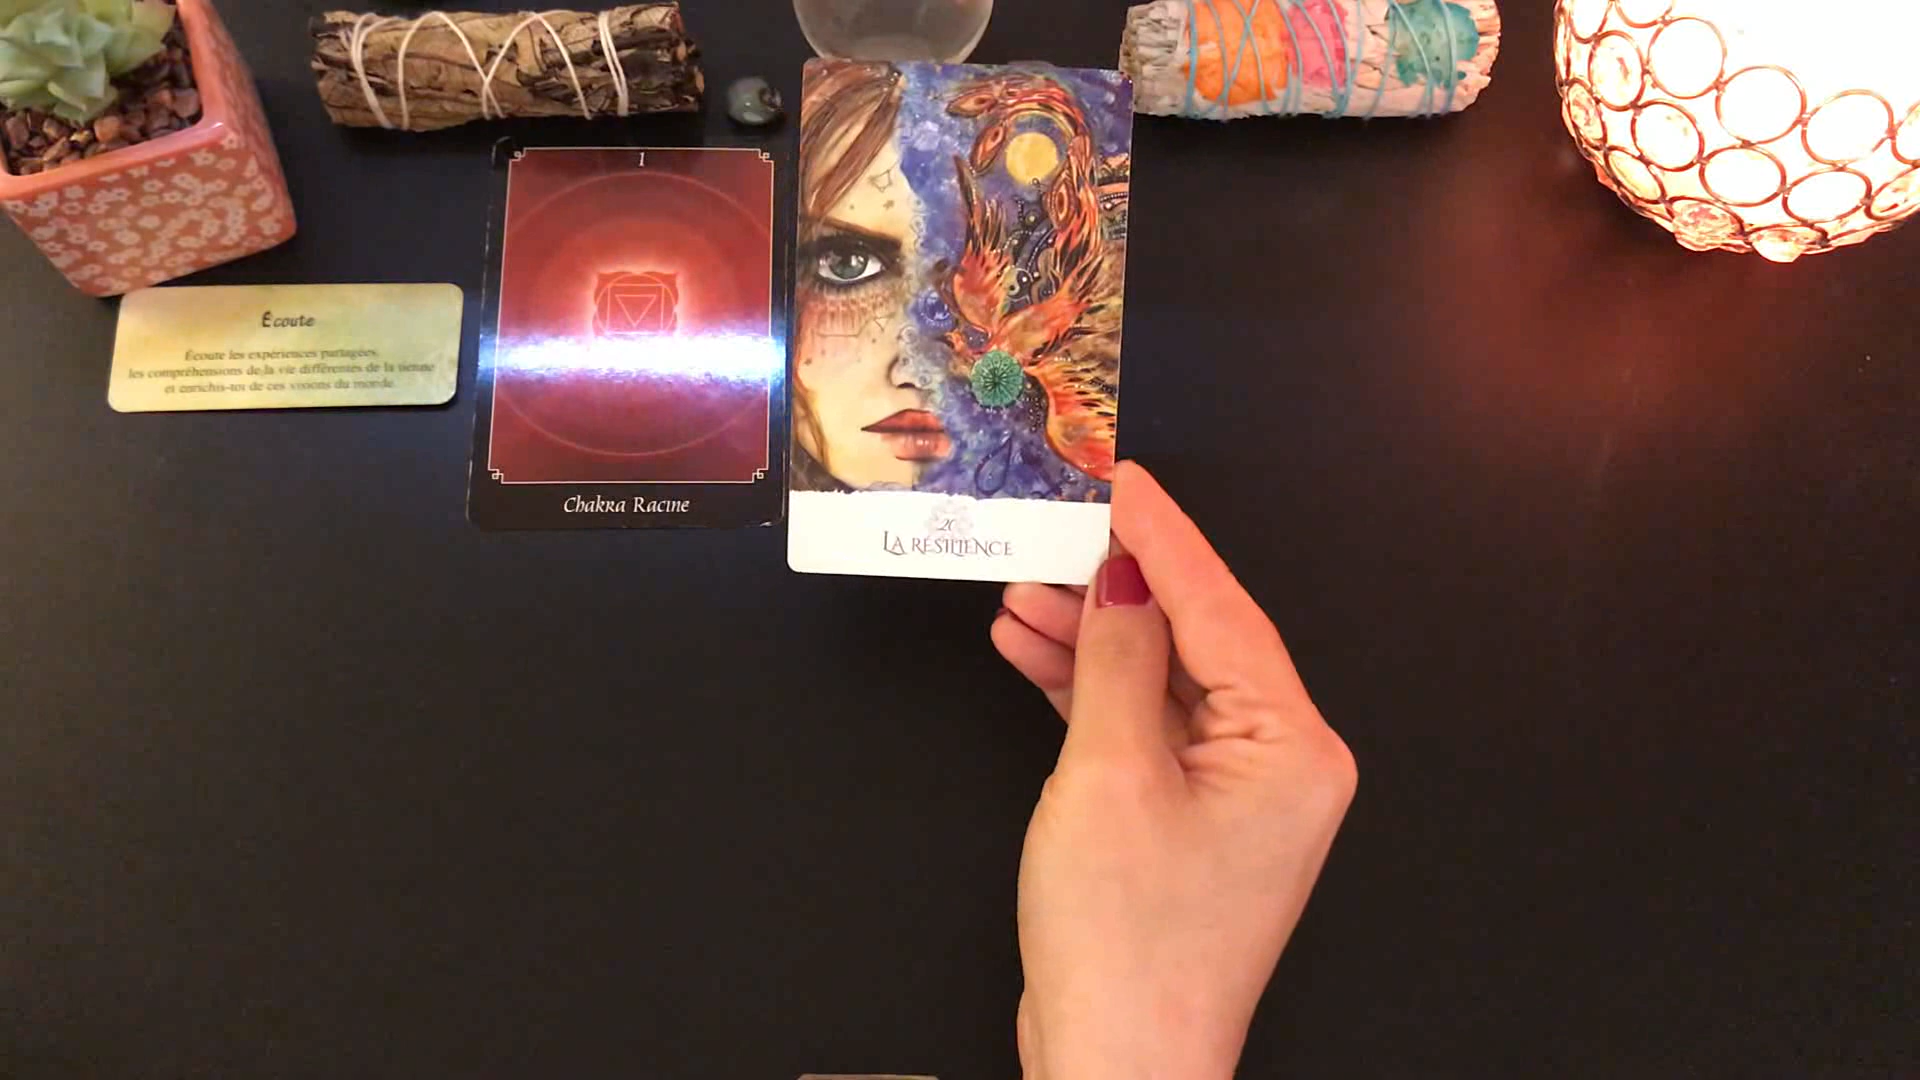 Écoute
Écoute les expériences partagées,
les compréhensions de la vie différentes de la tienne
et enrichis-toi de ces visions du monde.
1
Chakra Racine
20
La résilience